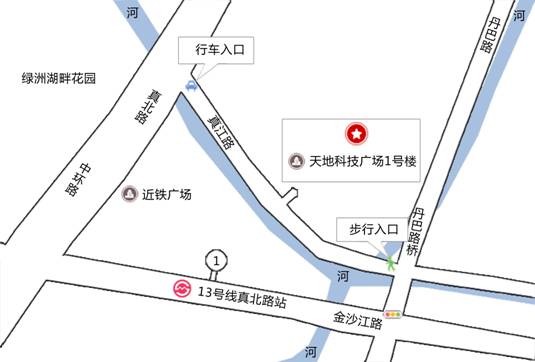 河
河
丹巴路
行车入口
绿洲湖畔花园
真北路
真江路
天地科技广场1号楼
中环路
近铁广场
步行入口
丹巴路桥
1
河
13号线真北路站
金沙江路
河